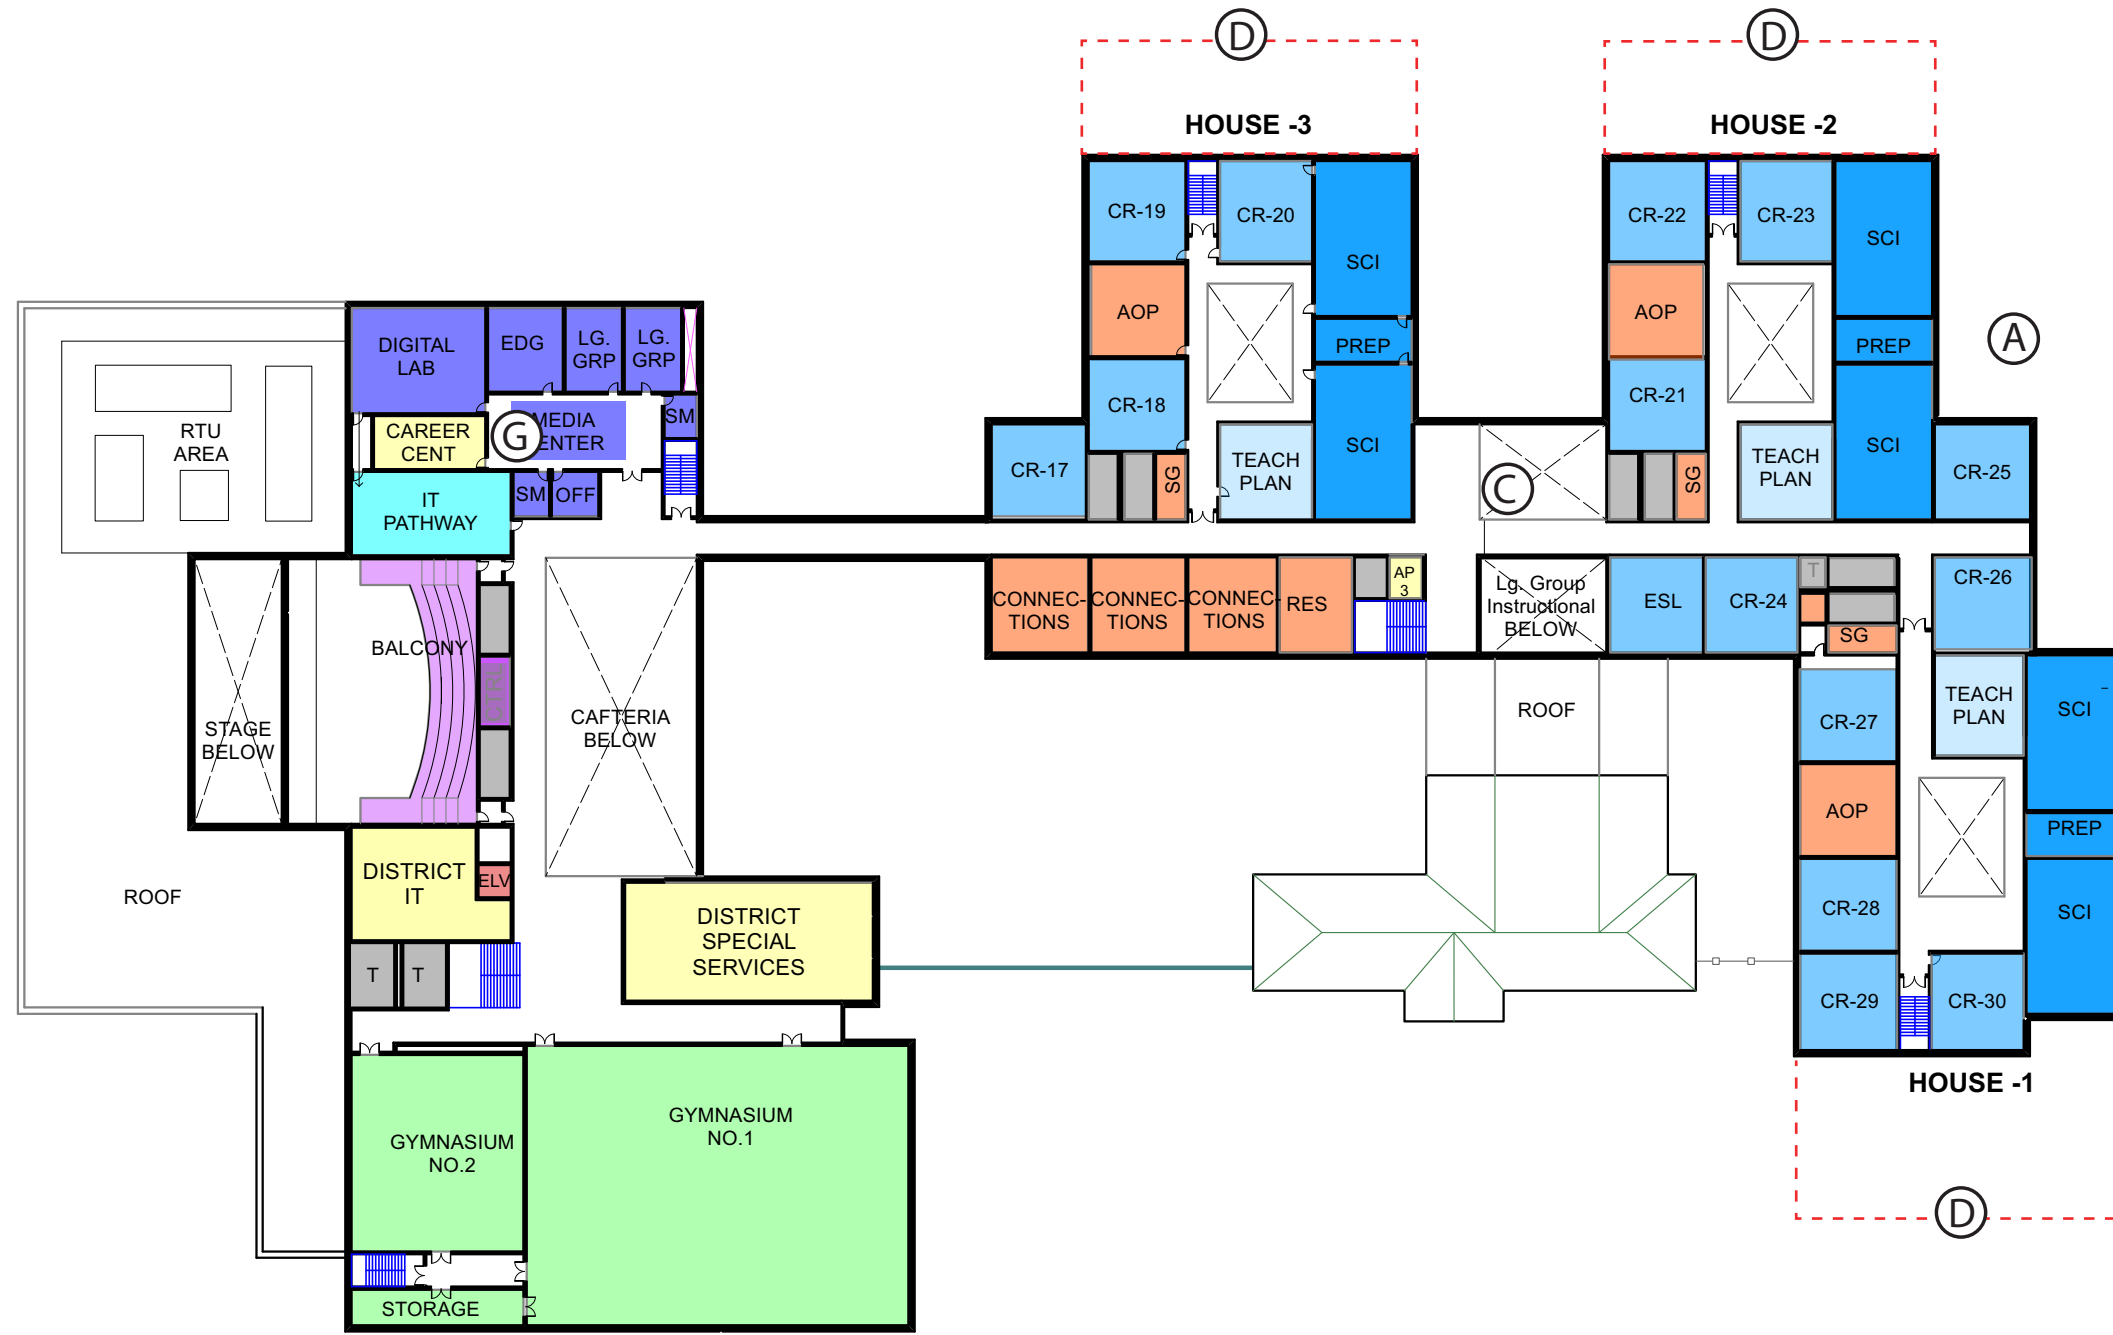 D
D
HOUSE -3
HOUSE -2
CR-19
CR-20
SCI
CR-22
CR-23
SCI
AOP
AOP
PREP
PREP
A
DIGITAL
LAB
EDG
LG.
GRP
LG.
GRP
CR-18
CR-21
RTU
AREA
CAREER
CENT
G
MEDIA
ENTER
SM
CR-17
SG
TEACH
PLAN
SCI
C
SG
TEACH
PLAN
SCI
CR-25
IT
PATHWAY
SM
OFF
CONNEC-
TIONS
CONNEC-
TIONS
CONNEC-
TIONS
RES
AP
3
Lg. Group
Instructional
BELOW
ESL
CR-24
T
SG
CR-26
BALCONY
CTRL
STAGE
BELOW
CAFTERIA
BELOW
ROOF
CR-27
TEACH
PLAN
SCI
AOP
PREP
DISTRICT
IT
ELV
ROOF
DISTRICT
SPECIAL
SERVICES
CR-28
SCI
T
T
CR-29
CR-30
HOUSE -1
GYMNASIUM
NO.2
GYMNASIUM
NO.1
D
STORAGE